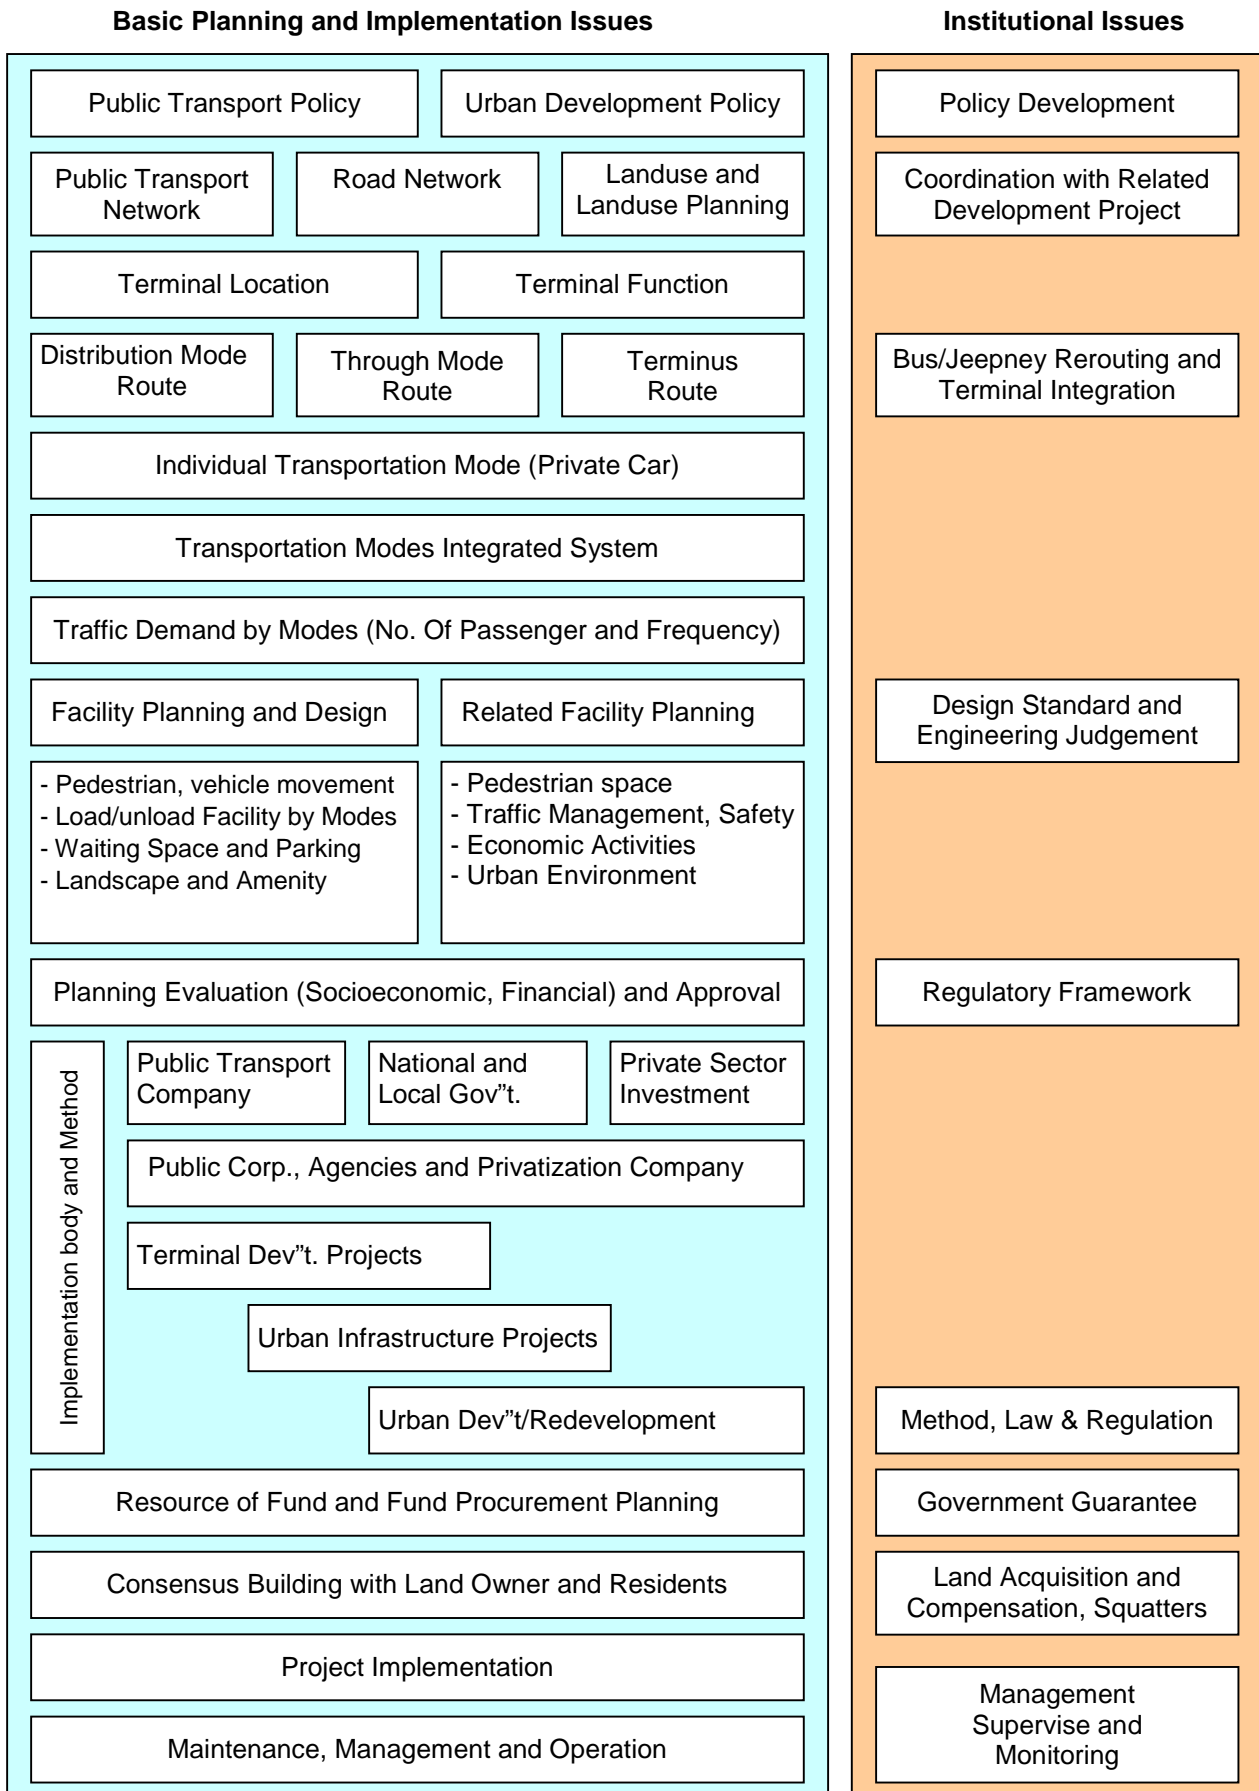 Basic Planning and Implementation Issues
Institutional Issues
Public Transport Policy
Urban Development Policy
Policy Development
Public Transport
Network
Road Network
Landuse and
Landuse Planning
Coordination with Related
Development Project
Terminal Location
Terminal Function
Distribution Mode
Route
Through Mode
Route
Terminus
Route
Bus/Jeepney Rerouting and
Terminal Integration
Individual Transportation Mode (Private Car)
Transportation Modes Integrated System
Traffic Demand by Modes (No. Of Passenger and Frequency)
Facility Planning and Design
Related Facility Planning
Design Standard and
Engineering Judgement
- Pedestrian, vehicle movement
- Load/unload Facility by Modes
- Waiting Space and Parking
- Landscape and Amenity
- Pedestrian space
- Traffic Management, Safety
- Economic Activities
- Urban Environment
Planning Evaluation (Socioeconomic, Financial) and Approval
Regulatory Framework
Implementation body and Method
Public Transport
Company
National and
Local Gov”t.
Private Sector
Investment
Public Corp., Agencies and Privatization Company
Terminal Dev”t. Projects
Urban Infrastructure Projects
Urban Dev”t/Redevelopment
Method, Law & Regulation
Resource of Fund and Fund Procurement Planning
Government Guarantee
Consensus Building with Land Owner and Residents
Land Acquisition and
Compensation, Squatters
Project Implementation
Management
Supervise and
Monitoring
Maintenance, Management and Operation